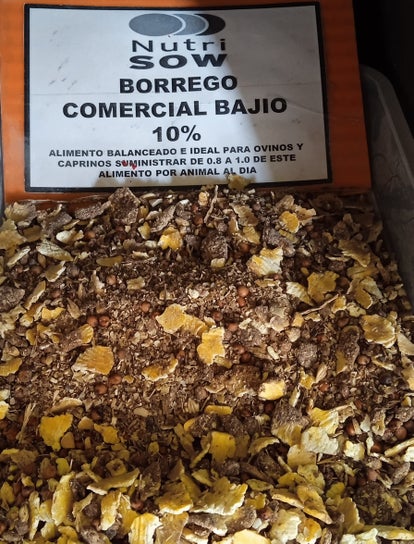 Nutri
SOW
BORREGO
COMERCIAL BAJIO
10%
ALIMENTO BALANCEADO E IDEAL PARA OVINOS Y
CAPRINOS SUMINISTRAR DE 0.8 A 1.0 DE ESTE
ALIMENTO POR ANIMAL AL DIA